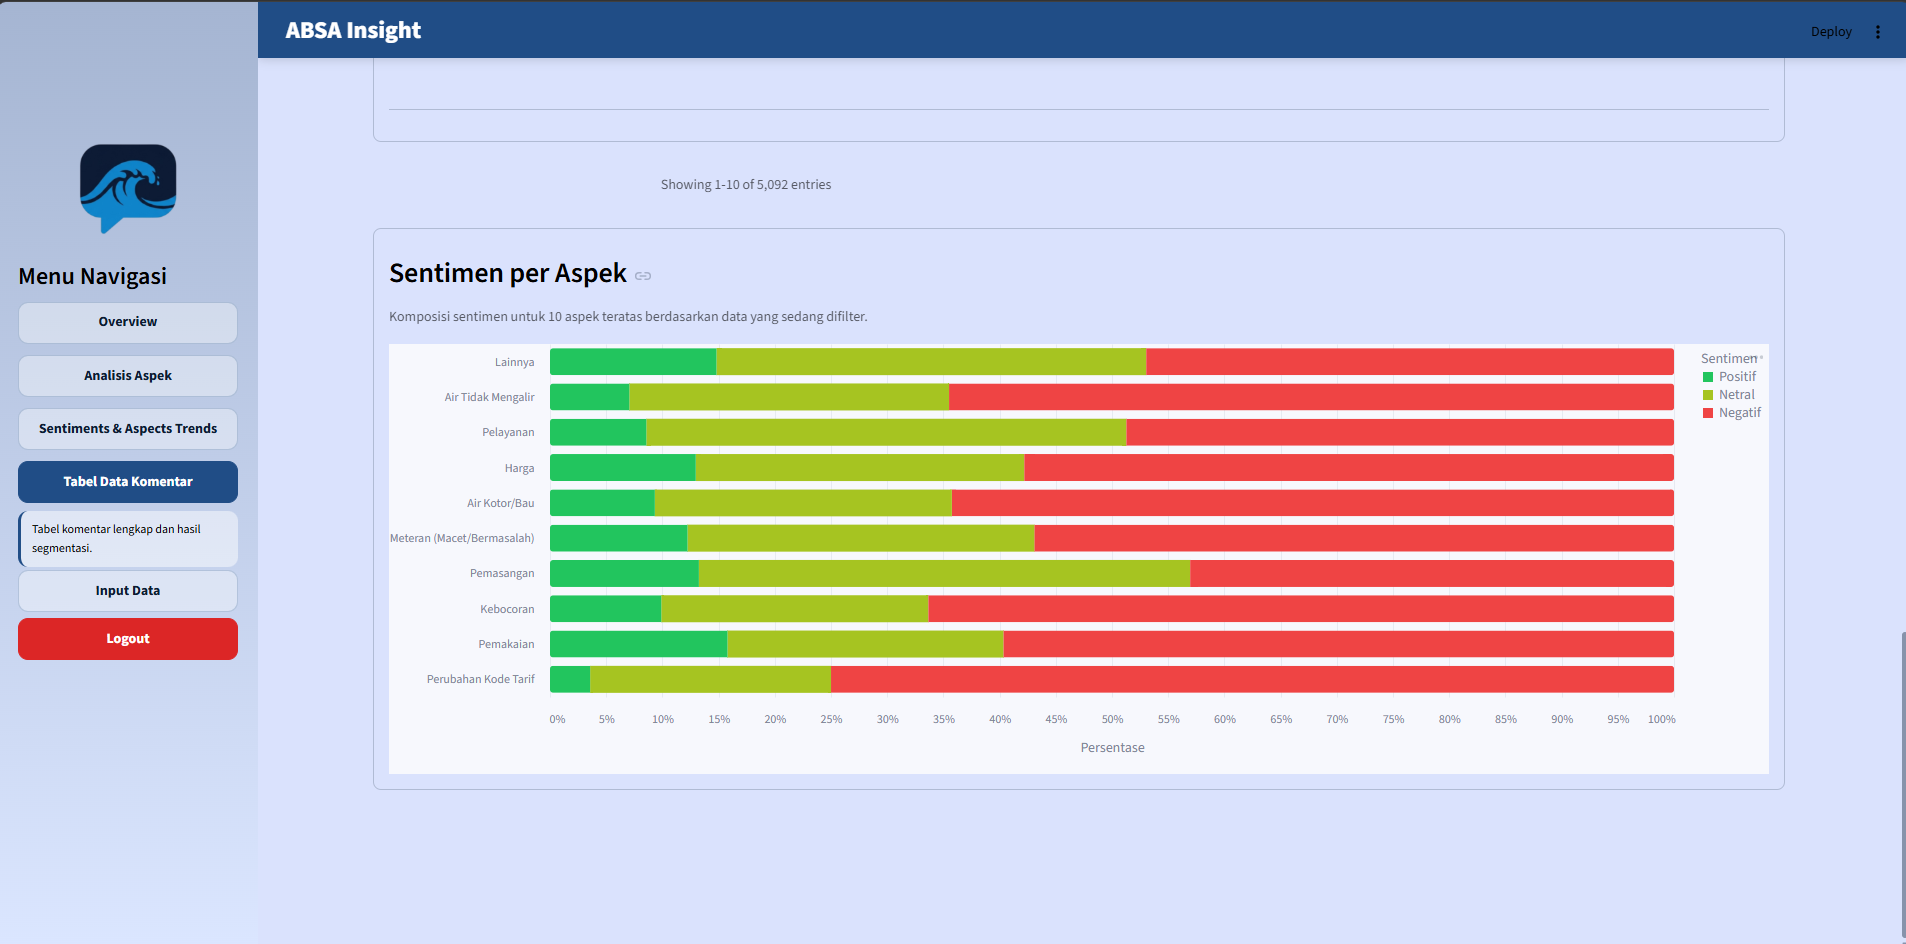 ABSA Insight
Deploy
Menu Navigasi
Overview
Analisis Aspek
Sentiments & Aspects Trends
Tabel Data Komentar
Tabel komentar lengkap dan hasil
segmentasi.
Input Data
Logout
Showing 1-10 of 5,092 entries
Sentimen per Aspek
Komposisi sentimen untuk 10 aspek teratas berdasarkan data yang sedang difilter.
Lainnya
Air Tidak Mengalir
Pelayanan
Harga
Air Kotor/Bau
Meteran (Macet/Bermasalah)
Pemasangan
Kebocoran
Pemakaian
Perubahan Kode Tarif
0% 5% 10% 15% 20% 25% 30% 35% 40% 45% 50% 55% 60% 65% 70% 75% 80% 85% 90% 95% 100%
Persentase
Sentimen
Positif
Netral
Negatif